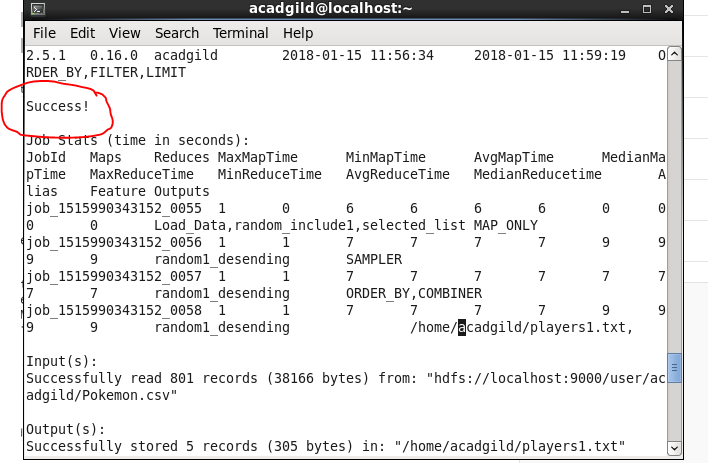 acadgild@localhost:~
File Edit View Search Terminal Help
2.5.1 0.16.0 acadgild 2018-01-15 11:56:34 2018-01-15 11:59:19 O
RDER_BY,FILTER,LIMIT
Success!
Job Stats (time in seconds):
JobId Maps Reduces MaxMapTime MinMapTime AvgMapTime MedianMa
pTime MaxReduceTime MinReduceTime AvgReduceTime MedianReducetime A
lias Feature Outputs
job_1515990343152_0055 1 0 6 6 6 6 0 0
0 0 Load_Data,random_include1,selected_list MAP_ONLY
job_1515990343152_0056 1 1 7 7 7 7 9 9
9 9 random1_desending SAMPLER
job_1515990343152_0057 1 1 7 7 7 7 7 7
7 7 random1_desending ORDER_BY,COMBINER
job_1515990343152_0058 1 1 7 7 7 7 9 9
9 9 random1_desending /home/acadgild/players1.txt,
Input(s):
Successfully read 801 records (38166 bytes) from: "hdfs://localhost:9000/user/ac
adgild/Pokemon.csv"
Output(s):
Successfully stored 5 records (305 bytes) in: "/home/acadgild/players1.txt"